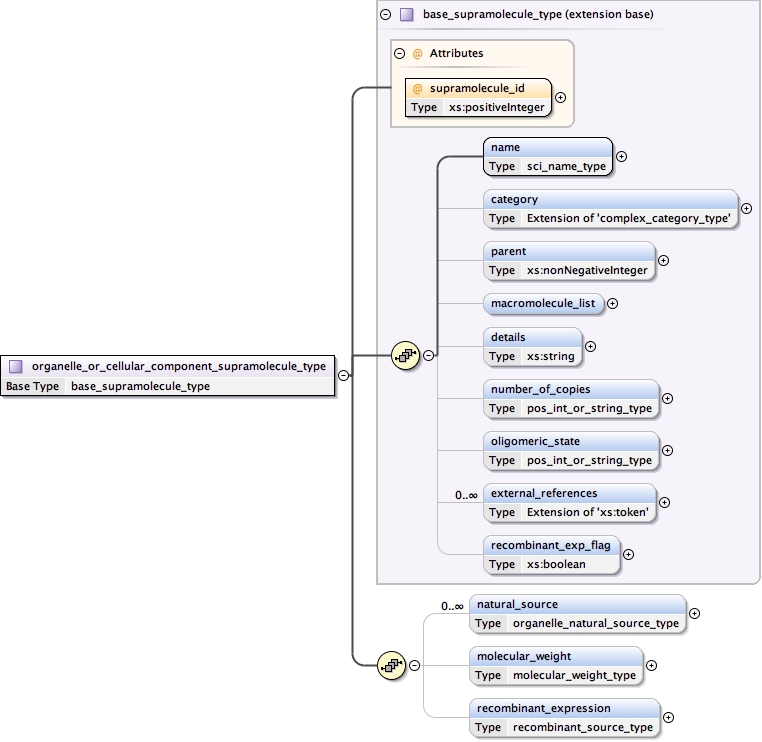 base_supramolecule_type (extension base)
@ Attributes
@ supramolecule_id
Type xs:positiveInteger
name
Type sci_name_type
category
Type Extension of 'complex_category_type'
parent
Type xs:nonNegativeInteger
macromolecule_list
details
Type xs:string
organelle_or_cellular_component_supramolecule_type
Base Type base_supramolecule_type
number_of_copies
Type pos_int_or_string_type
oligomeric_state
Type pos_int_or_string_type
0..∞ external_references
Type Extension of 'xs:token'
recombinant_exp_flag
Type xs:boolean
0..∞ natural_source
Type organelle_natural_source_type
molecular_weight
Type molecular_weight_type
recombinant_expression
Type recombinant_source_type